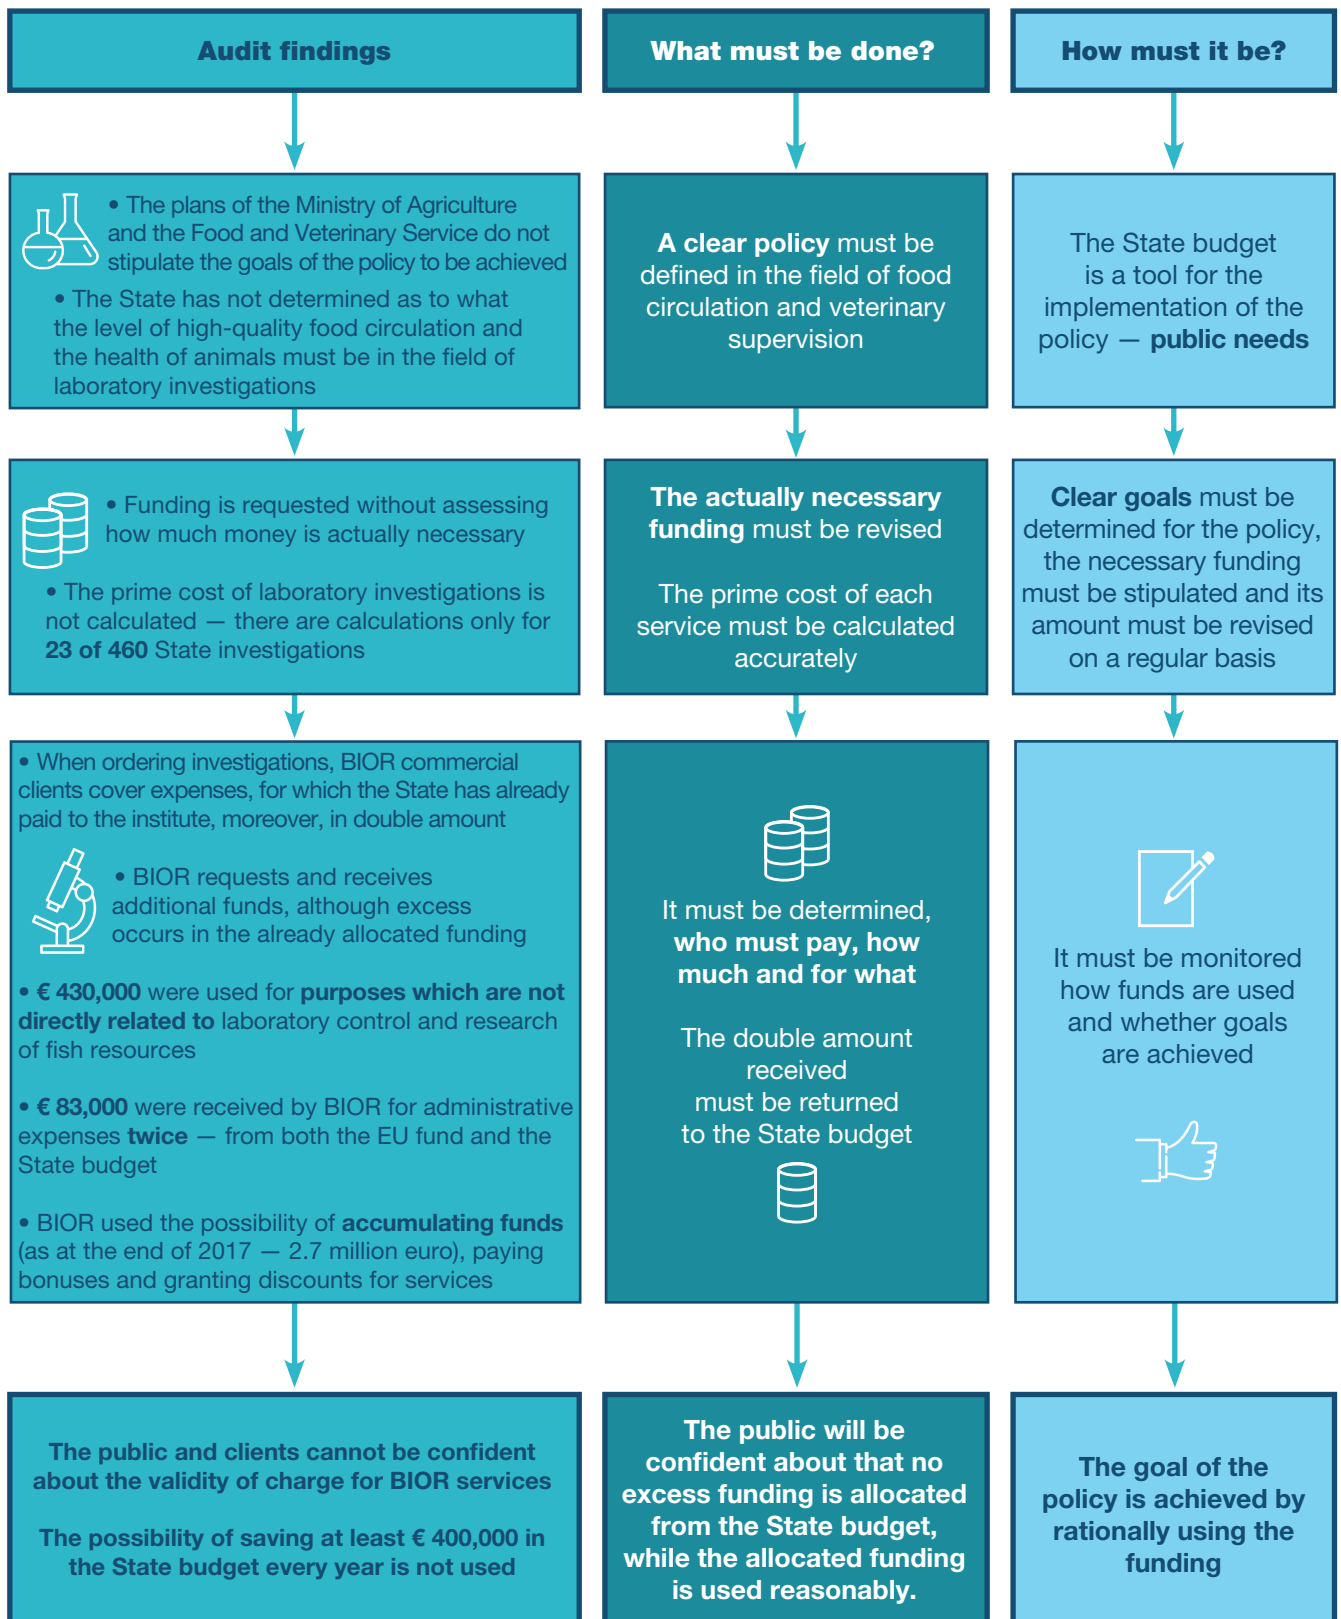 Audit findings
• The plans of the Ministry of Agriculture
and the Food and Veterinary Service do not
stipulate the goals of the policy to be achieved
• The State has not determined as to what
the level of high-quality food circulation and
the health of animals must be in the field of
laboratory investigations
• Funding is requested without assessing
how much money is actually necessary
• The prime cost of laboratory investigations is
not calculated — there are calculations only for
23 of 460 State investigations
• When ordering investigations, BIOR commercial
clients cover expenses, for which the State has already
paid to the institute, moreover, in double amount
• BIOR requests and receives
additional funds, although excess
occurs in the already allocated funding
• € 430,000 were used for purposes which are not
directly related to laboratory control and research
of fish resources
• € 83,000 were received by BIOR for administrative
expenses twice — from both the EU fund and the
State budget
• BIOR used the possibility of accumulating funds
(as at the end of 2017 — 2.7 million euro), paying
bonuses and granting discounts for services
The public and clients cannot be confident
about the validity of charge for BIOR services
The possibility of saving at least € 400,000 in
the State budget every year is not used
What must be done?
A clear policy must be
defined in the field of food
circulation and veterinary
supervision
The actually necessary
funding must be revised
The prime cost of each
service must be calculated
accurately
It must be determined,
who must pay, how
much and for what
The double amount
received
must be returned
to the State budget
The public will be
confident about that no
excess funding is allocated
from the State budget,
while the allocated funding
is used reasonably.
How must it be?
The State budget
is a tool for the
implementation of the
policy — public needs
Clear goals must be
determined for the policy,
the necessary funding
must be stipulated and its
amount must be revised
on a regular basis
It must be monitored
how funds are used
and whether goals
are achieved
The goal of the
policy is achieved by
rationally using the
funding